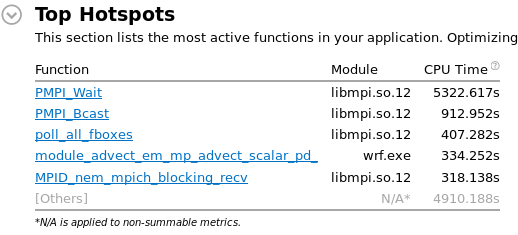 Top Hotspots
This section lists the most active functions in your application. Optimizing
Function Module CPU Time ?
PMPI_Wait libmpi.so.12 5322.617s
PMPI_Bcast libmpi.so.12 912.952s
poll_all_fboxes libmpi.so.12 407.282s
module_advect_em_mp_advect_scalar_pd_ wrf.exe 334.252s
MPID_nem_mpich_blocking_recv libmpi.so.12 318.138s
[Others] N/A* 4910.188s
*N/A is applied to non-summable metrics.